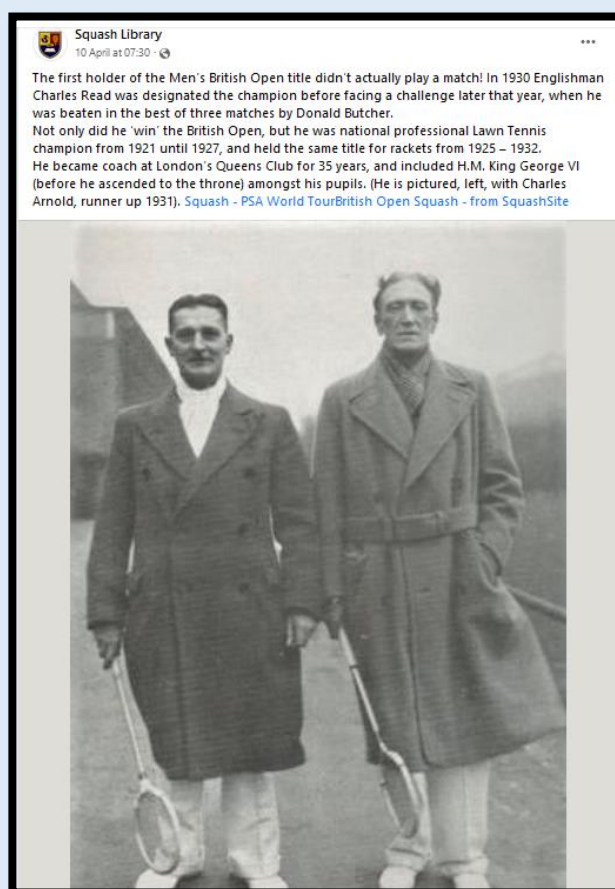 Squash Library
10 April at 07:30 ·
The first holder of the Men's British Open title didn't actually play a match! In 1930 Englishman
Charles Read was designated the champion before facing a challenge later that year, when he
was beaten in the best of three matches by Donald Butcher.
Not only did he 'win' the British Open, but he was national professional Lawn Tennis
champion from 1921 until 1927, and held the same title for rackets from 1925 – 1932.
He became coach at London's Queens Club for 35 years, and included H.M. King George VI
(before he ascended to the throne) amongst his pupils. (He is pictured, left, with Charles
Arnold, runner up 1931). Squash - PSA World TourBritish Open Squash - from SquashSite